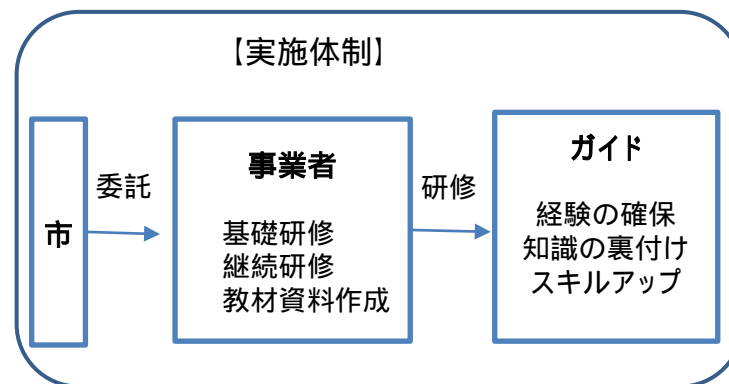 【実施体制】
市
委託
事業者
基礎研修
継続研修
教材資料作成
研修
ガイド
経験の確保
知識の裏付け
スキルアップ